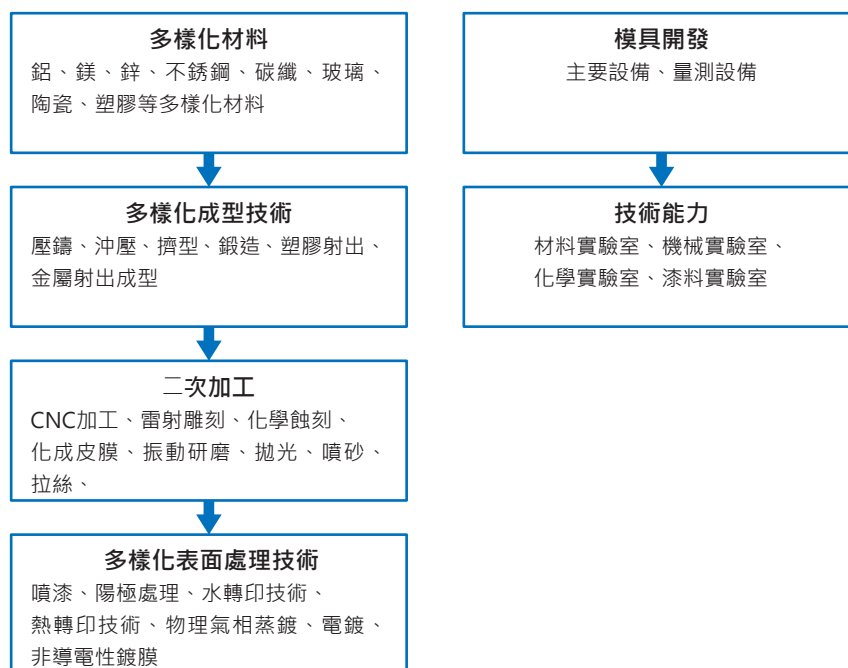 多樣化材料
鋁、鎂、鋅、不銹鋼、碳纖、玻璃、
陶瓷、塑膠等多樣化材料
多樣化成型技術
壓鑄、沖壓、擠型、鍛造、塑膠射出、
金屬射出成型
二次加工
CNC加工、雷射雕刻、化學蝕刻、
化成皮膜、振動研磨、拋光、噴砂、
拉絲、
多樣化表面處理技術
噴漆、陽極處理、水轉印技術、
熱轉印技術、物理氣相蒸鍍、電鍍、
非導電性鍍膜
模具開發
主要設備、量測設備
技術能力
材料實驗室、機械實驗室、
化學實驗室、漆料實驗室